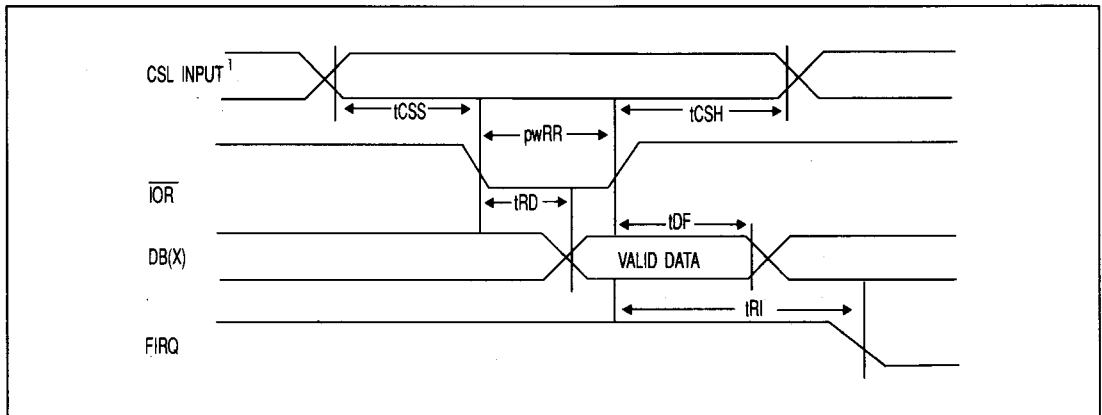 CSL INPUT 1
tCSS
tCSH
pwRR
IOR
tRD
tDF
DB(X)
VALID DATA
tRI
FIRQ